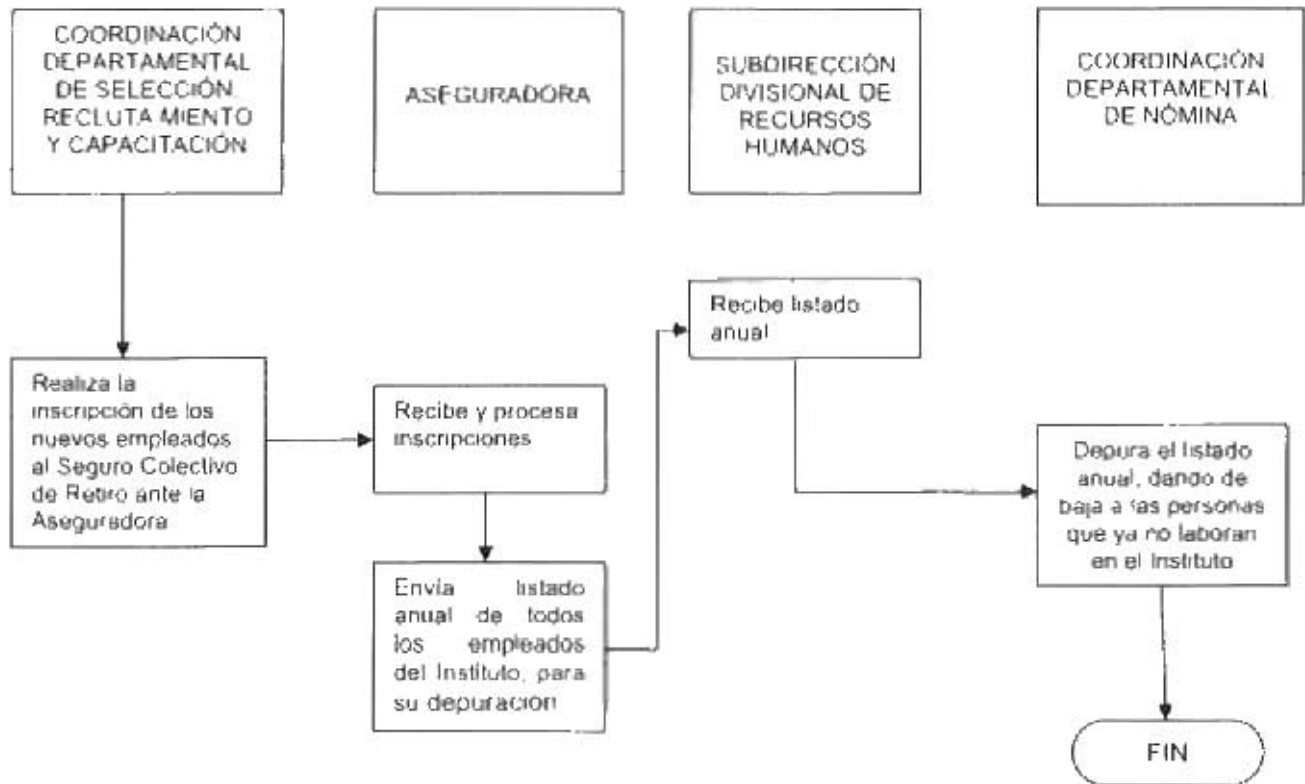 COORDINACIÓN
DEPARTAMENTAL
DE SELECCIÓN
RECLUTA MIENTO
Y CAPACITACIÓN
ASEGURADORA
SUBDIRECCIÓN
DIVISIONAL DE
RECURSOS
HUMANOS
COORDINACIÓN
DEPARTAMENTAL
DE NÓMINA
Realiza la
inscripción de los
nuevos empleados
al Seguro Colectivo
de Retiro ante la
Aseguradora
Recibe y procesa
inscripciones
Envía listado
anual de todos
los empleados
del Instituto, para
su depuración
Recibe listado
anual
Depura el listado
anual, dando de
baja a las personas
que ya no laboran
en el Instituto
FIN